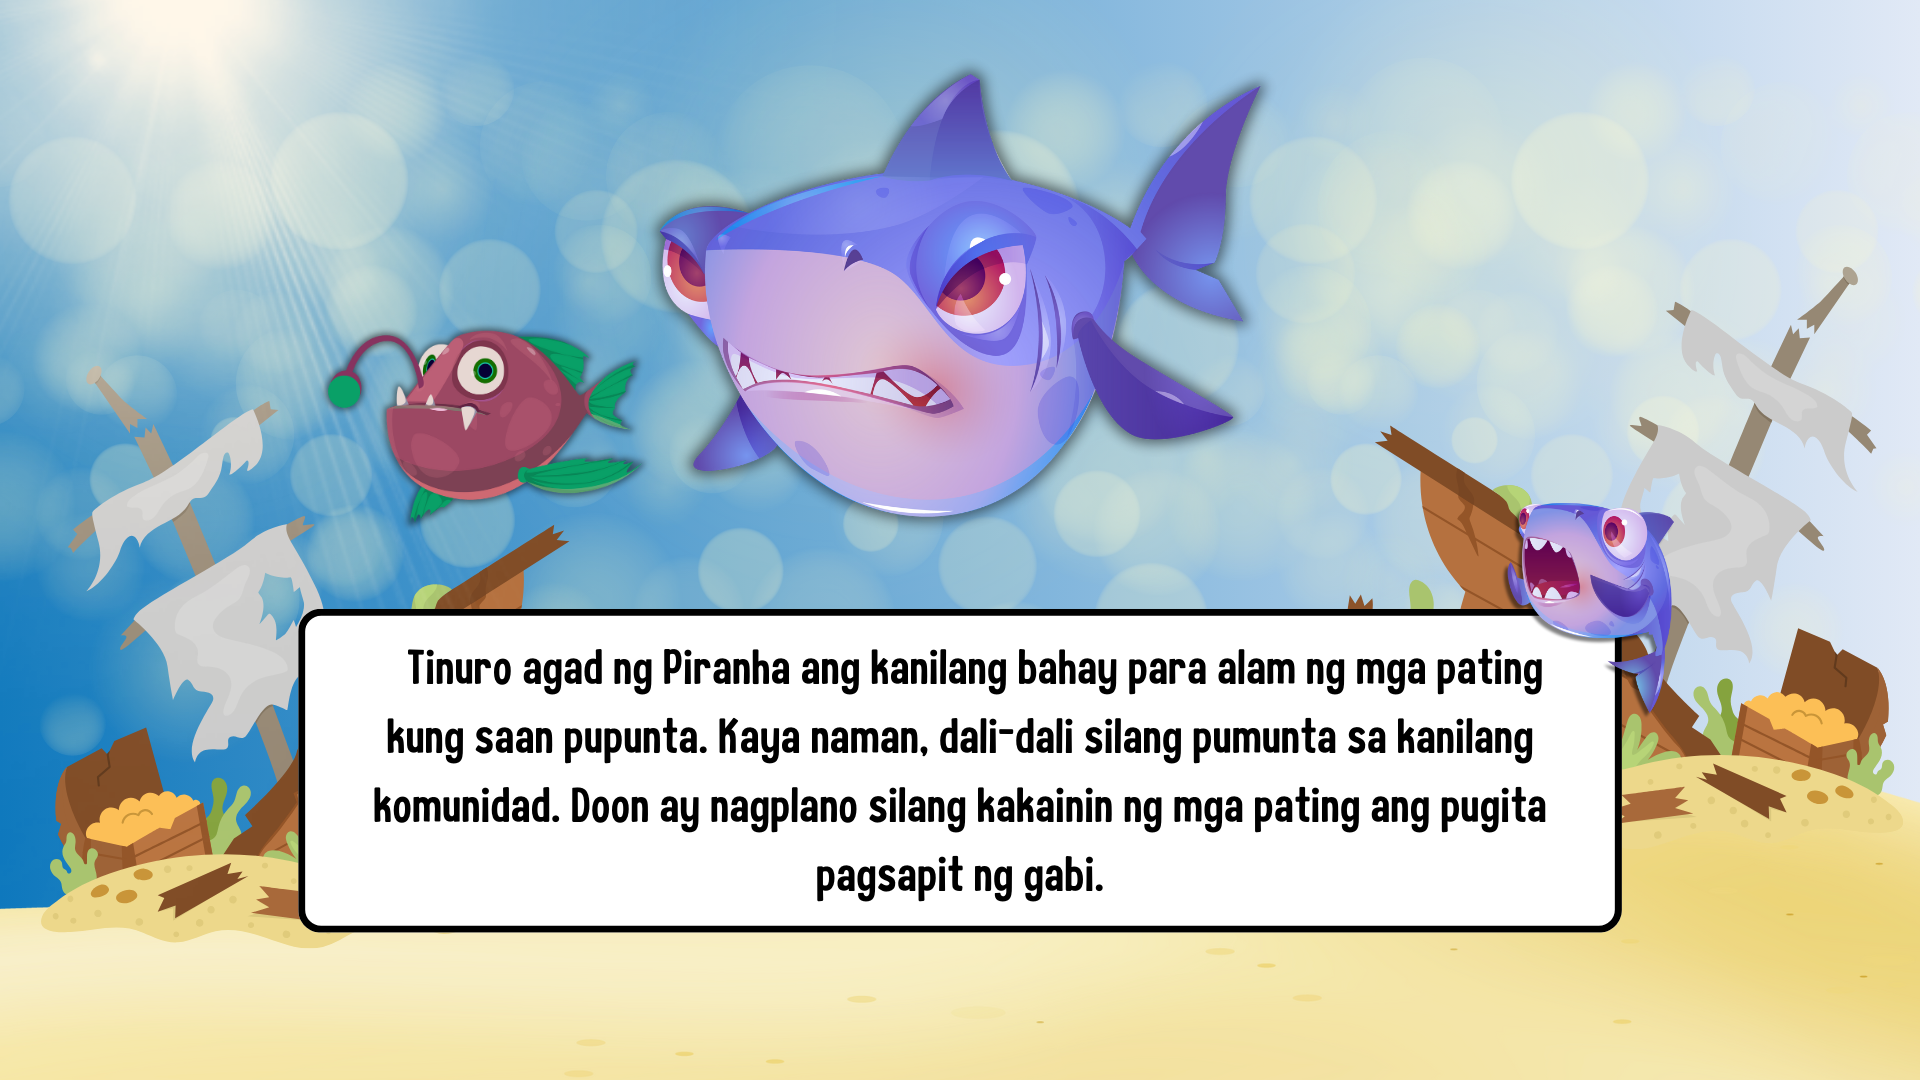 Tinuro agad ng Piranha ang kanilang bahay para alam ng mga pating
kung saan pupunta. Kaya naman, dali-dali silang pumunta sa kanilang
komunidad. Doon ay nagplano silang kakainin ng mga pating ang pugita
pagsapit ng gabi.